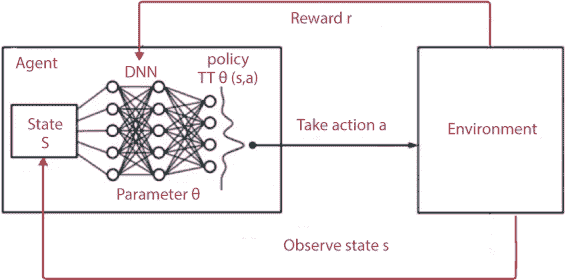 Reward r
Agent
DNN
policy
TT θ (s,a)
State
S
Take action a
Environment
Parameter θ
Observe state s